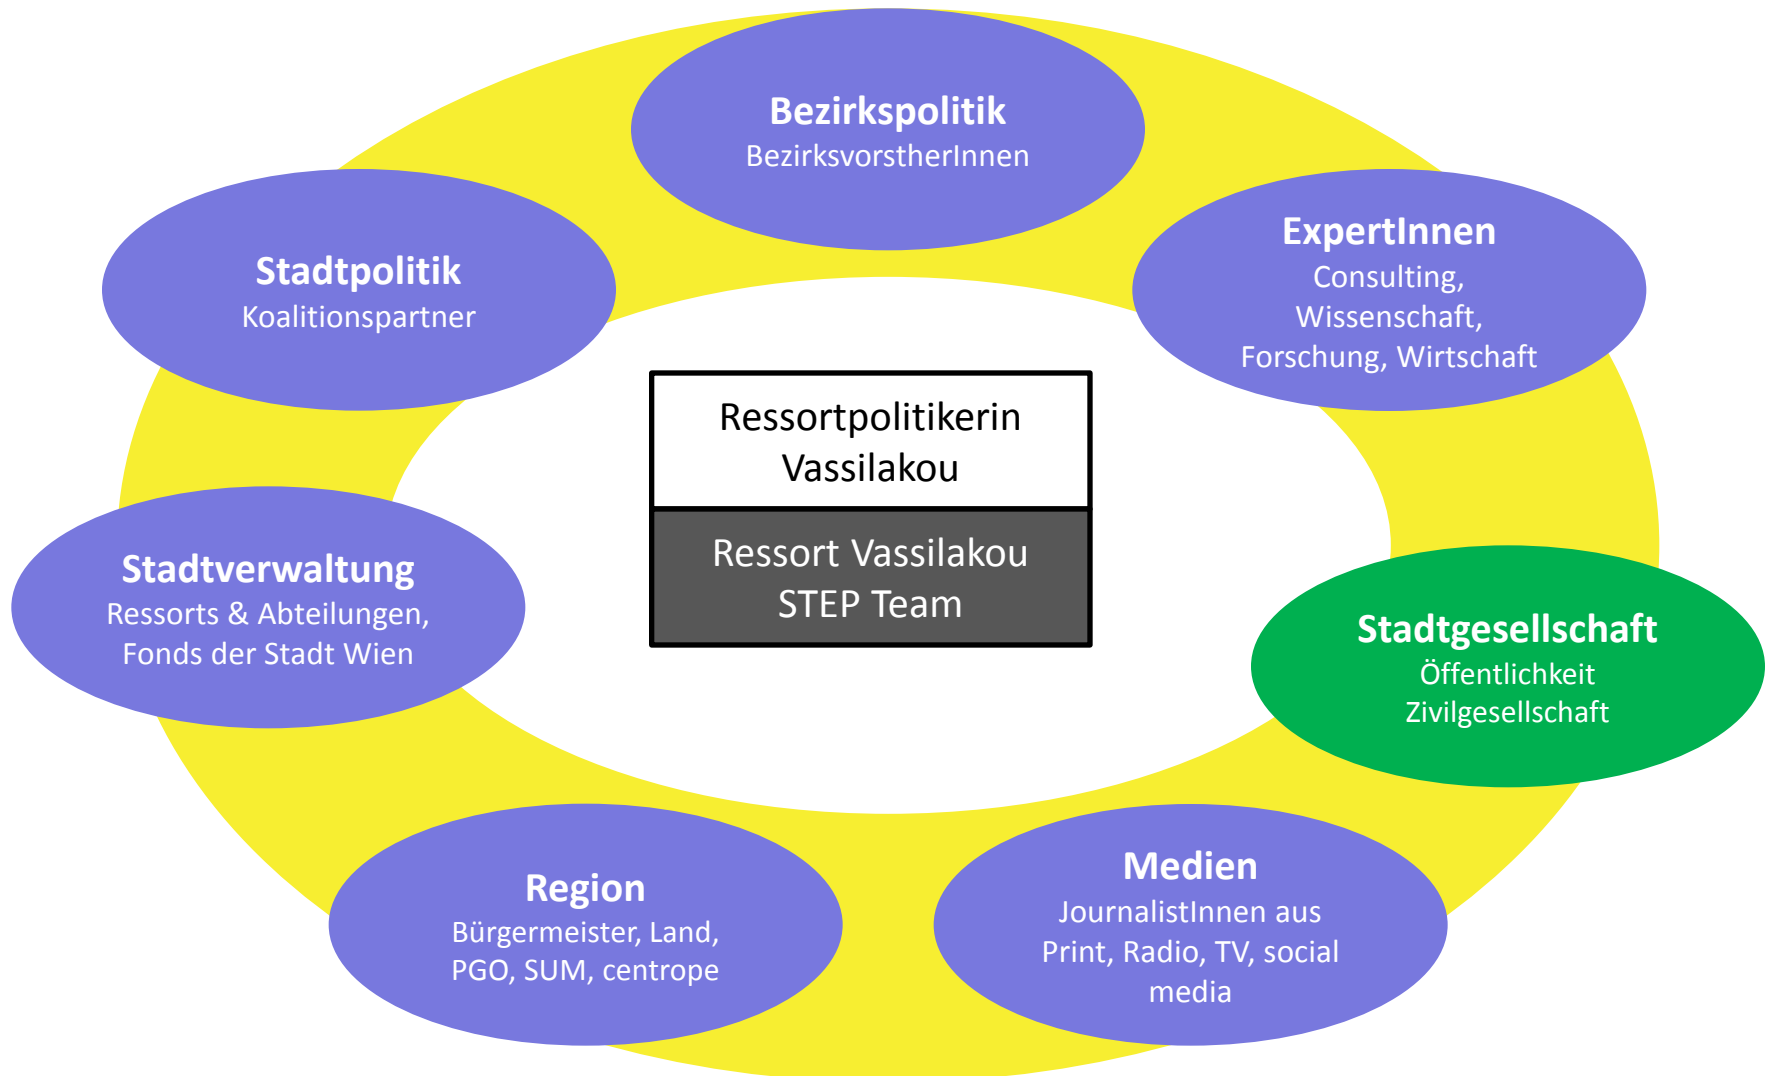 Bezirkspolitik
BezirksvorstherInnen
ExpertInnen
Consulting,
Wissenschaft,
Forschung, Wirtschaft
Stadtpolitik
Koalitionspartner
Ressortpolitikerin
Vassilakou
Ressort Vassilakou
STEP Team
Stadtverwaltung
Ressorts & Abteilungen,
Fonds der Stadt Wien
Stadtgesellschaft
Öffentlichkeit
Zivilgesellschaft
Region
Bürgermeister, Land,
PGO, SUM, centrope
Medien
JournalistInnen aus
Print, Radio, TV, social
media